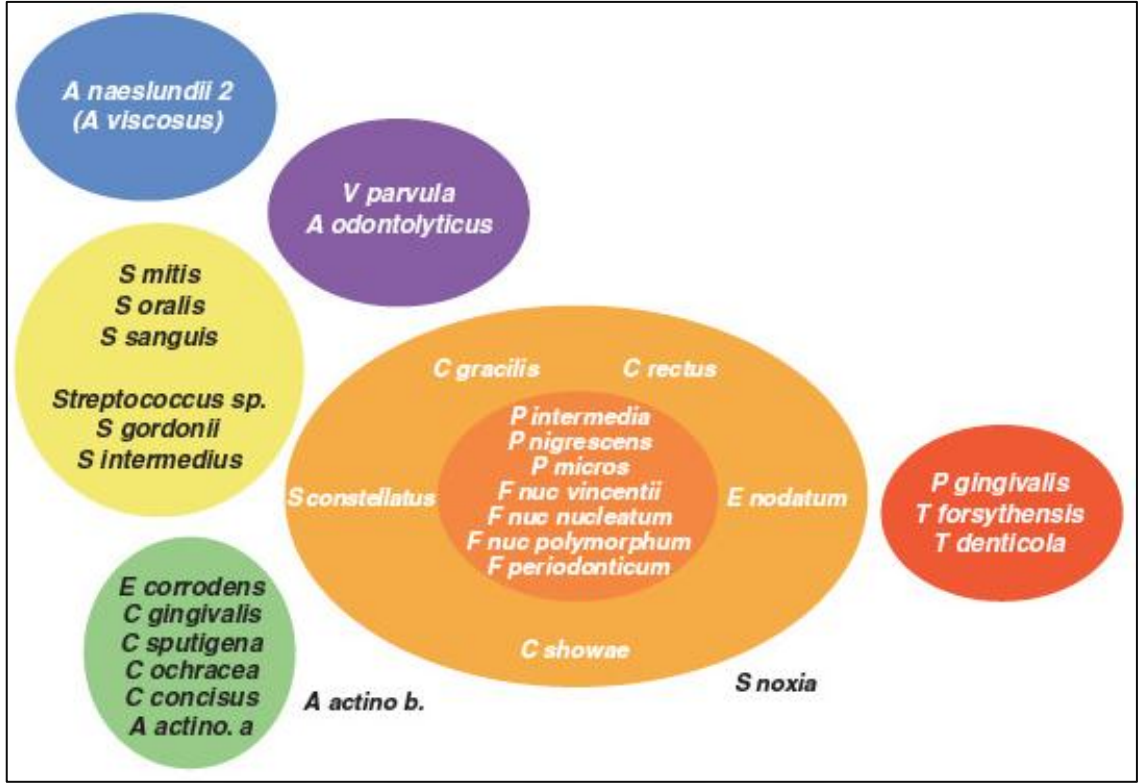 A naeslundii 2
(A viscosus)
V parvula
A odontolyticus
S mitis
S oralis
S sanguis
Streptococcus sp.
S gordonii
S intermedius
C gracilis
C rectus
P intermedia
P nigrescens
P micros
F nuc vincentii
F nuc nucleatum
F nuc polymorphum
F periodonticum
S constellatus
E nodatum
C showae
P gingivalis
T forsythensis
T denticola
E corrodens
C gingivalis
C sputigena
C ochracea
C concisus
A actino. a
A actino b.
S noxia